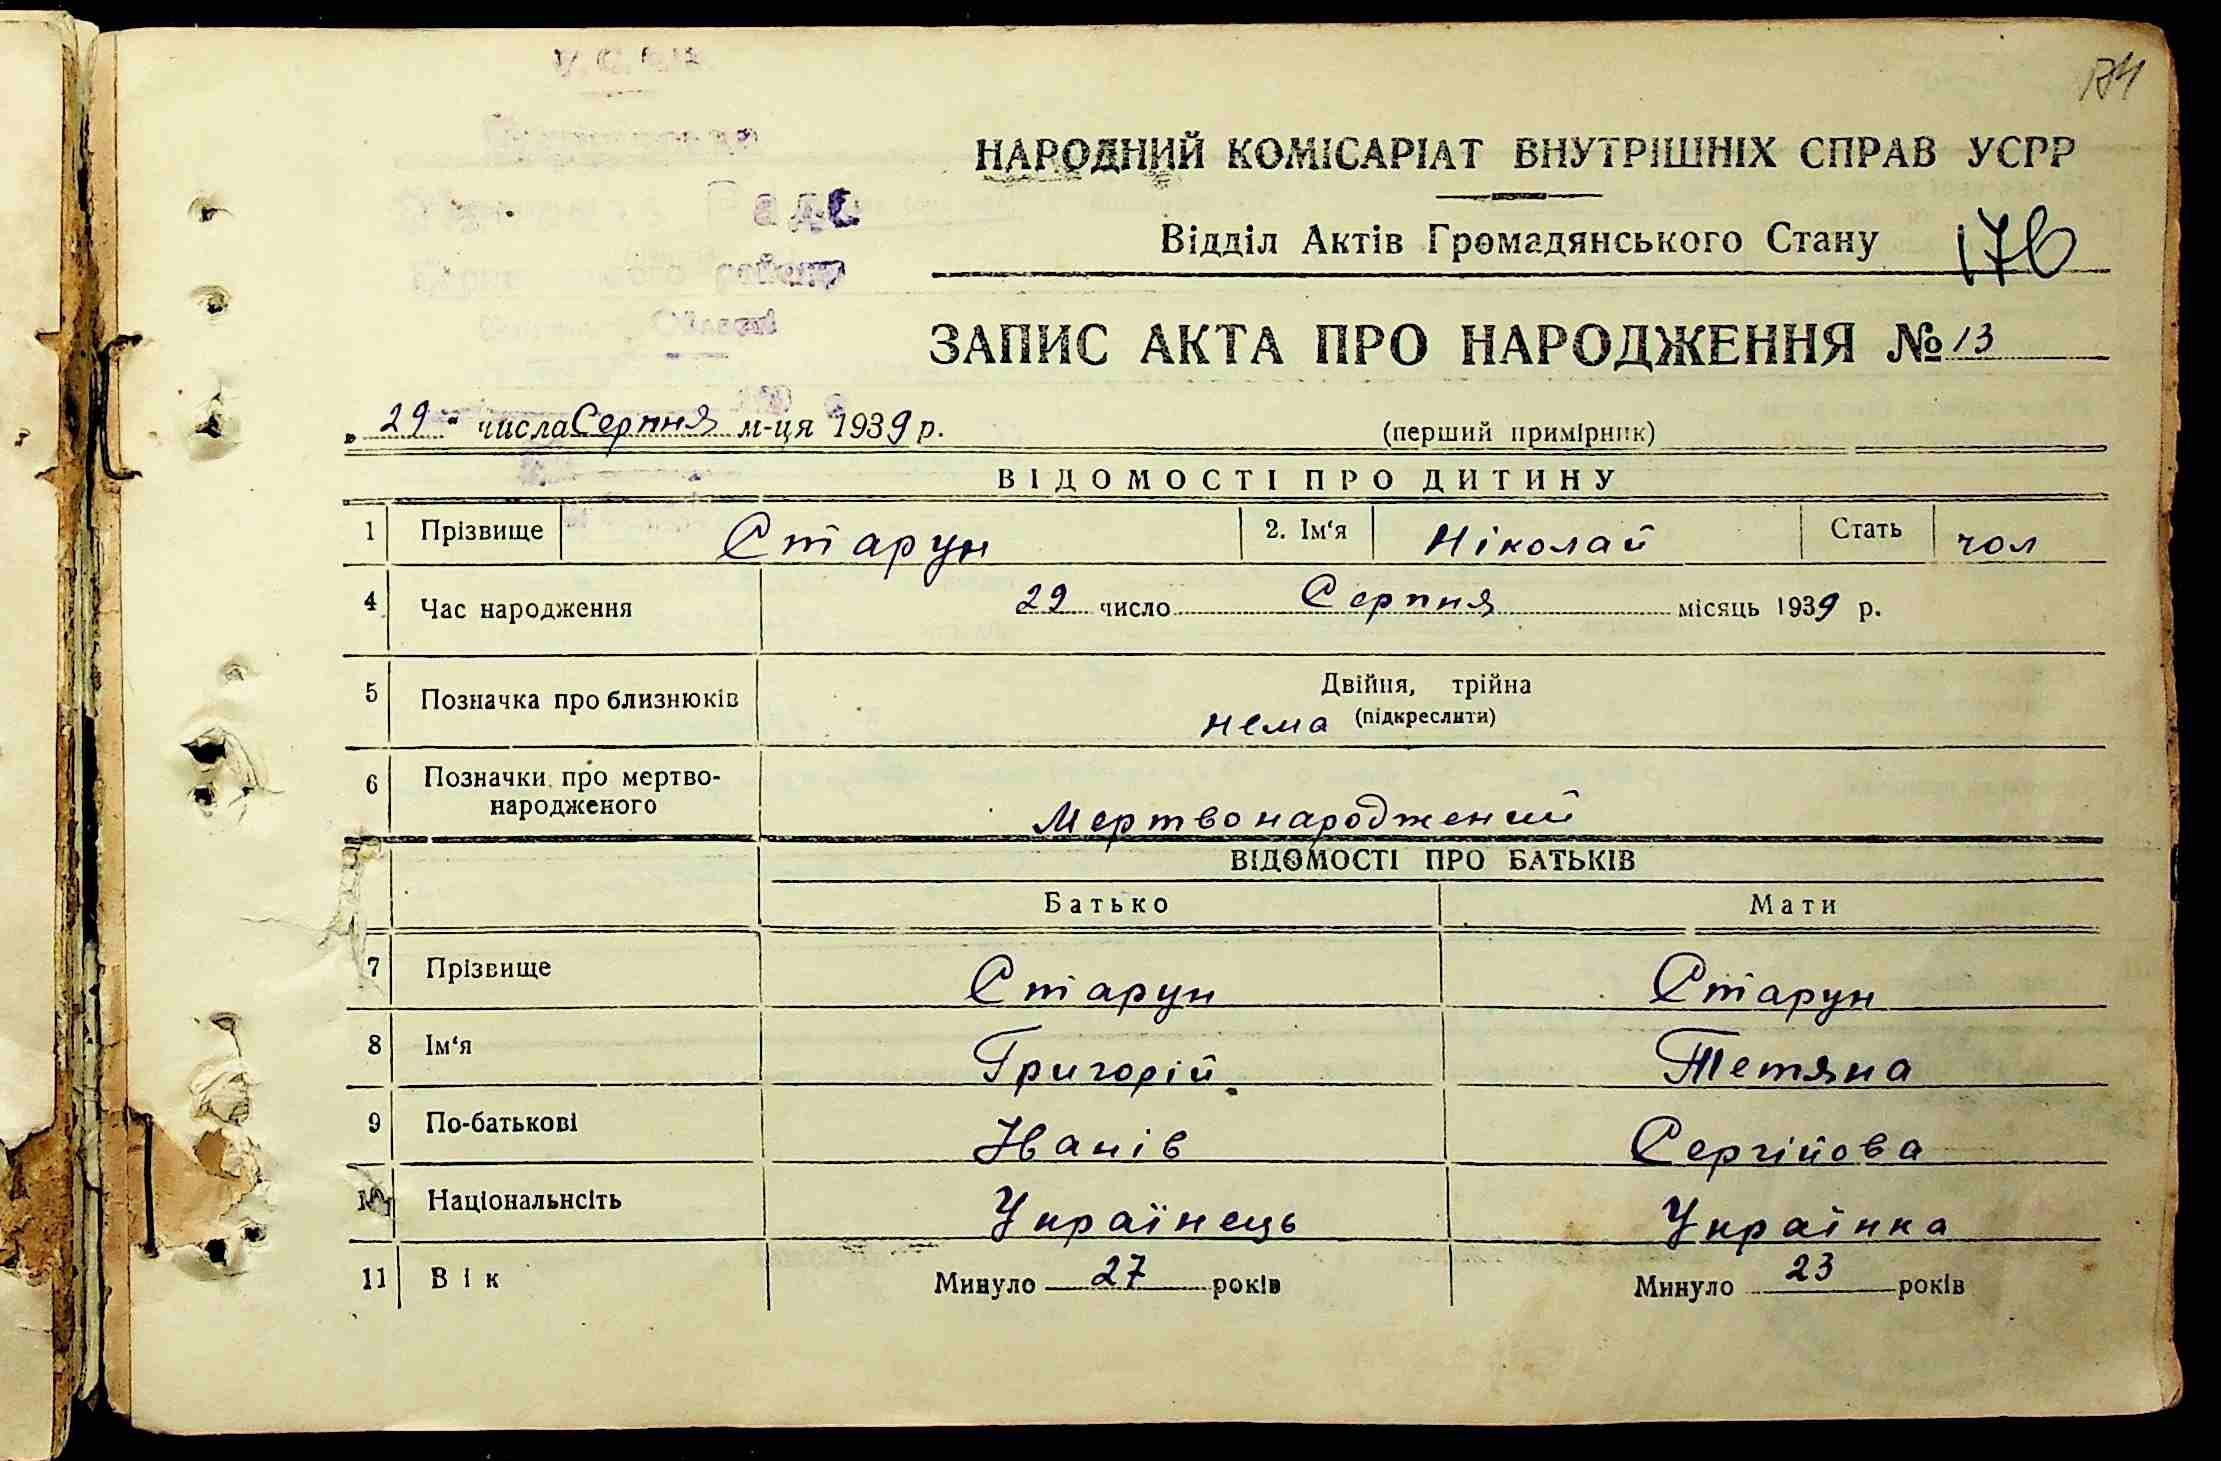 НАРОДНИЙ КОМІСАРІАТ ВНУТРІШНІХ СПРАВ УСРР
Відділ Актів Громадянського Стану 176
ЗАПИС АКТА ПРО НАРОДЖЕННЯ № 13
Рада
району
Області
„29“ числа Серпня м-ця 1939 р.
(перший примірник)
ВІДОМОСТІ ПРО ДИТИНУ
1 Прізвище Старун 2. Ім'я Ніколай Стать чол
4 Час народження 29 число Серпня місяць 1939 р.
5 Позначка про близнюків Двійня, трійна
нема (підкреслити)
6 Позначки про мертво-
народженого Мертвонароджений
ВІДОМОСТІ ПРО БАТЬКІВ
Батько Мати
7 Прізвище Старун Старун
8 Ім'я Григорій Тетяна
9 По-батькові Іванів Сергійова
10 Національнсіть Українець Українка
11 Вік Минуло 27 років Минуло 23 років